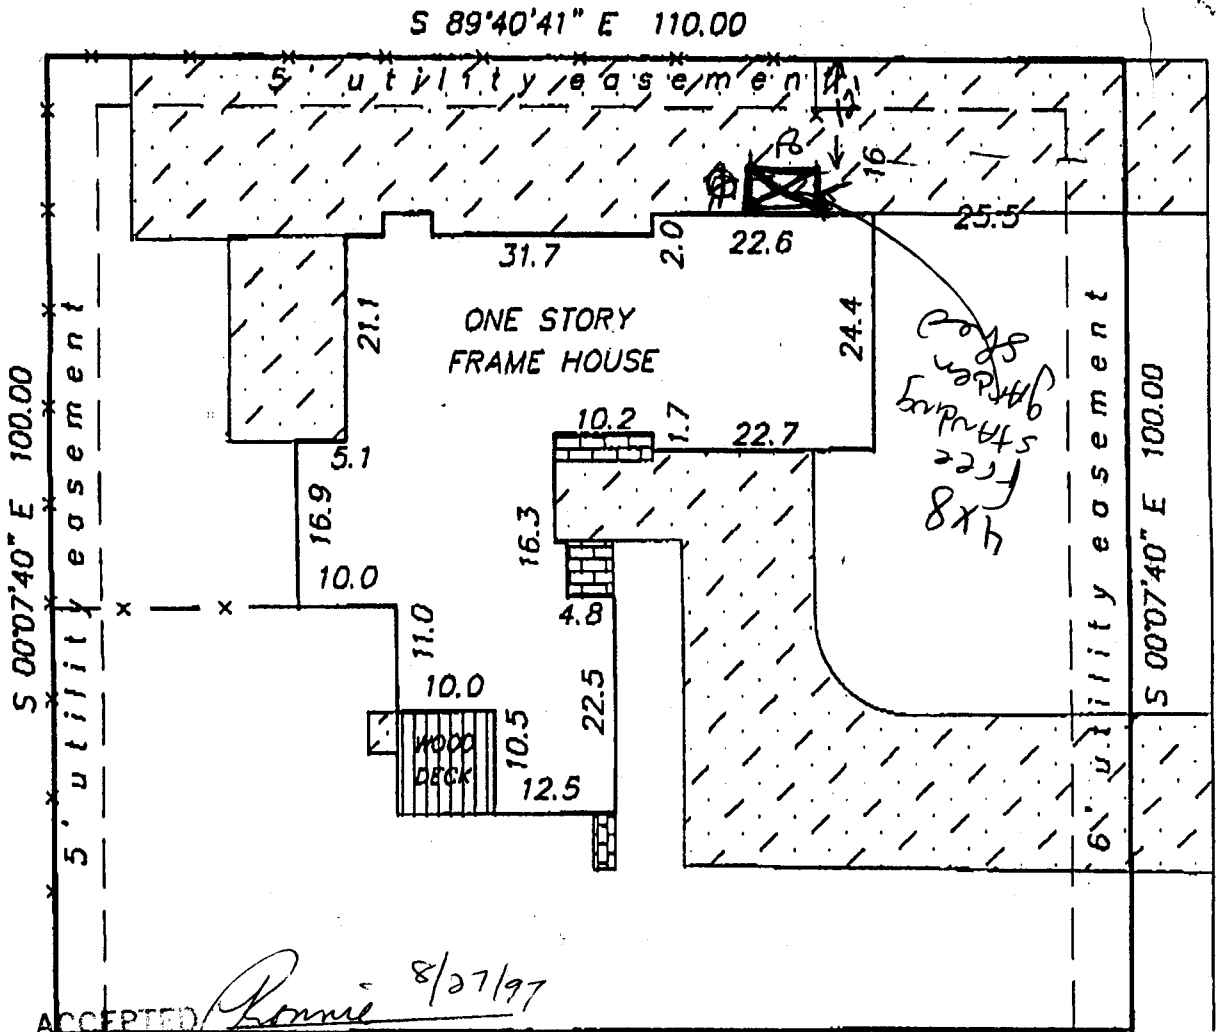 S 89°40'41" E 110.00
5' utility easement
16
25.5
31.7
2.0
22.6
21.1
ONE STORY
FRAME HOUSE
24.4
4x8
Free
standing
garden
shed
10.2
1.7
22.7
5.1
16.9
16.3
10.0
4.8
11.0
10.0
22.5
WOOD
DECK
10.5
12.5
S 00°07'40" E 100.00
5' utility easement
6' utility easement
S 00°07'40" E 100.00
ACCEPTED Ronnie 8/27/97